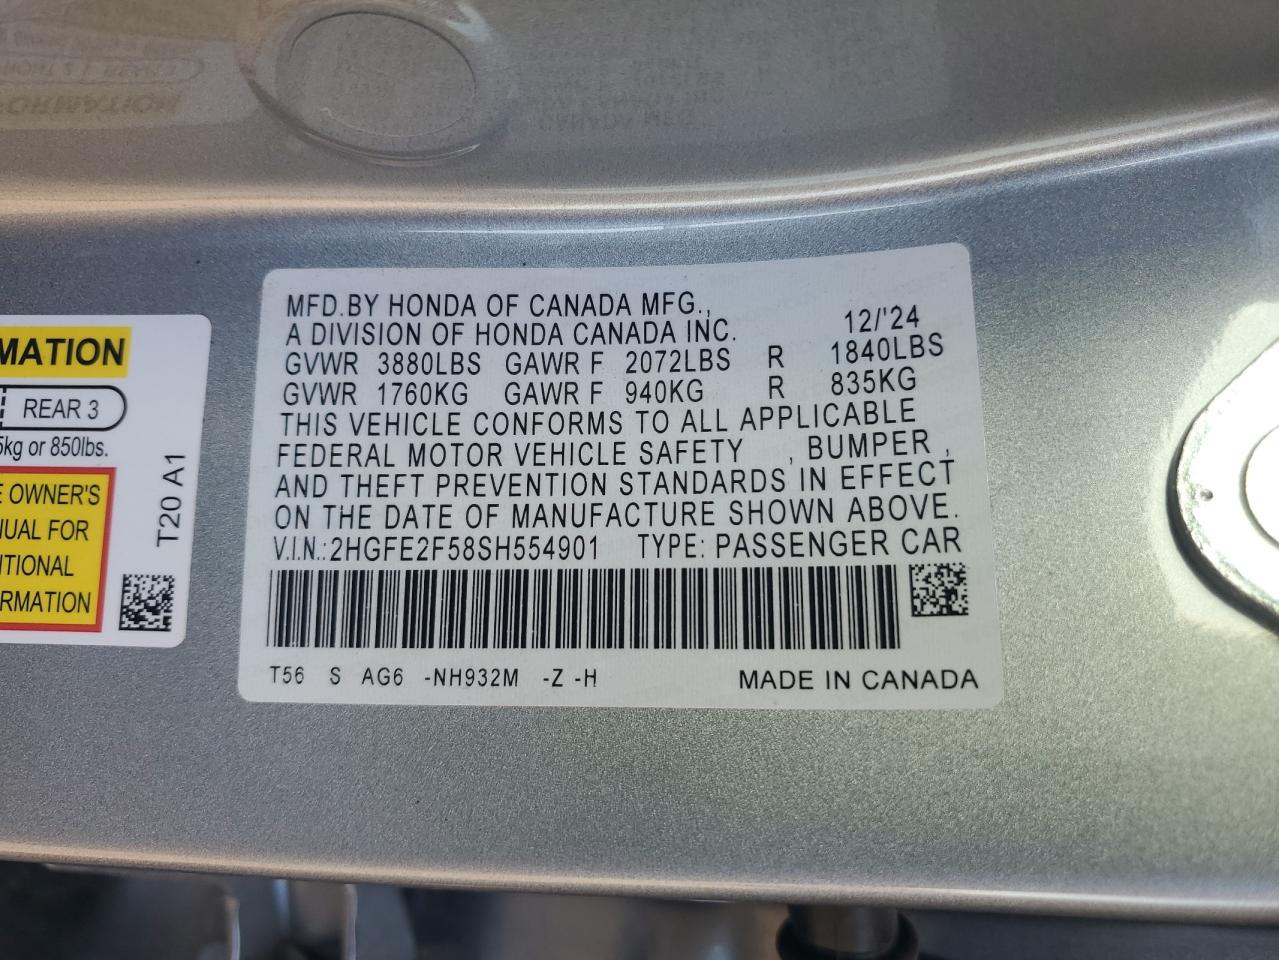 MATION
REAR 3
5kg or 850lbs.
E OWNER'S
NUAL FOR
ITIONAL
RMATION
T20 A1
MFD.BY HONDA OF CANADA MFG.,
A DIVISION OF HONDA CANADA INC. 12/'24
GVWR 3880LBS GAWR F 2072LBS R 1840LBS
GVWR 1760KG GAWR F 940KG R 835KG
THIS VEHICLE CONFORMS TO ALL APPLICABLE
FEDERAL MOTOR VEHICLE SAFETY , BUMPER ,
AND THEFT PREVENTION STANDARDS IN EFFECT
ON THE DATE OF MANUFACTURE SHOWN ABOVE.
V.I.N.:2HGFE2F58SH554901 TYPE: PASSENGER CAR
T56 S AG6 -NH932M -Z -H MADE IN CANADA